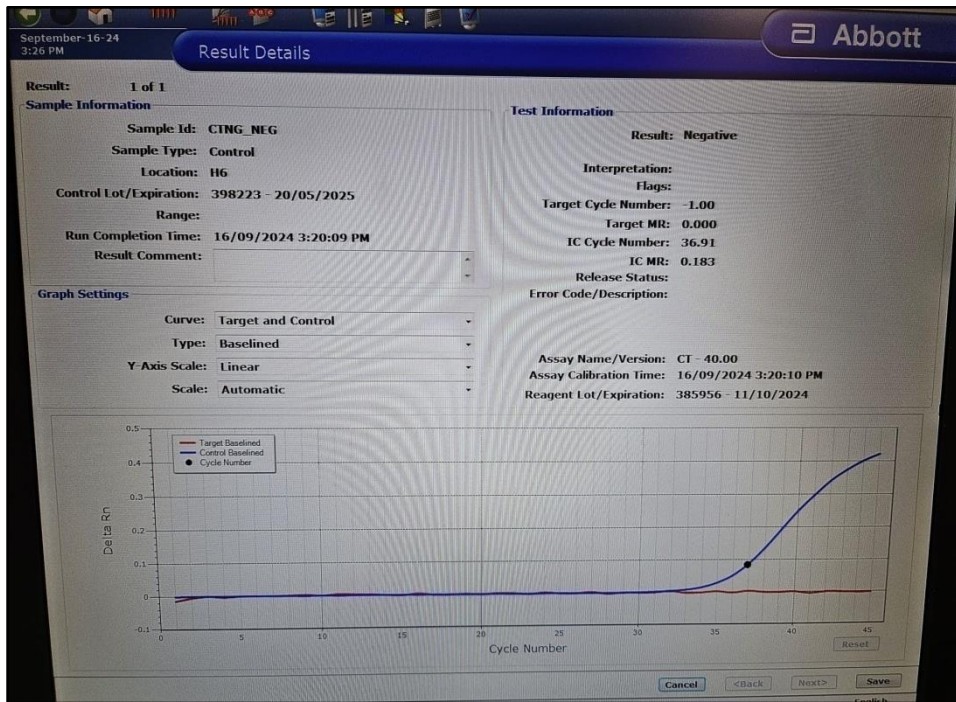 September-16-24
3:26 PM
Result Details
Abbott
Result: 1 of 1
Sample Information
Sample Id: CTNG_NEG
Sample Type: Control
Location: H6
Control Lot/Expiration: 398223 - 20/05/2025
Range:
Run Completion Time: 16/09/2024 3:20:09 PM
Result Comment:
Test Information
Result: Negative
Interpretation:
Flags:
Target Cycle Number: -1.00
Target MR: 0.000
IC Cycle Number: 36.91
IC MR: 0.183
Release Status:
Error Code/Description:
Assay Name/Version: CT - 40.00
Assay Calibration Time: 16/09/2024 3:20:10 PM
Reagent Lot/Expiration: 385956 - 11/10/2024
Graph Settings
Curve: Target and Control
Type: Baselined
Y-Axis Scale: Linear
Scale: Automatic
Target Baselined
Control Baselined
Cycle Number
Delta Rn
0.5
0.4
0.3
0.2
0.1
0
-0.1
0 5 10 15 20 25 30 35 40 45
Cycle Number
Reset
Cancel <Back Next> Save
English